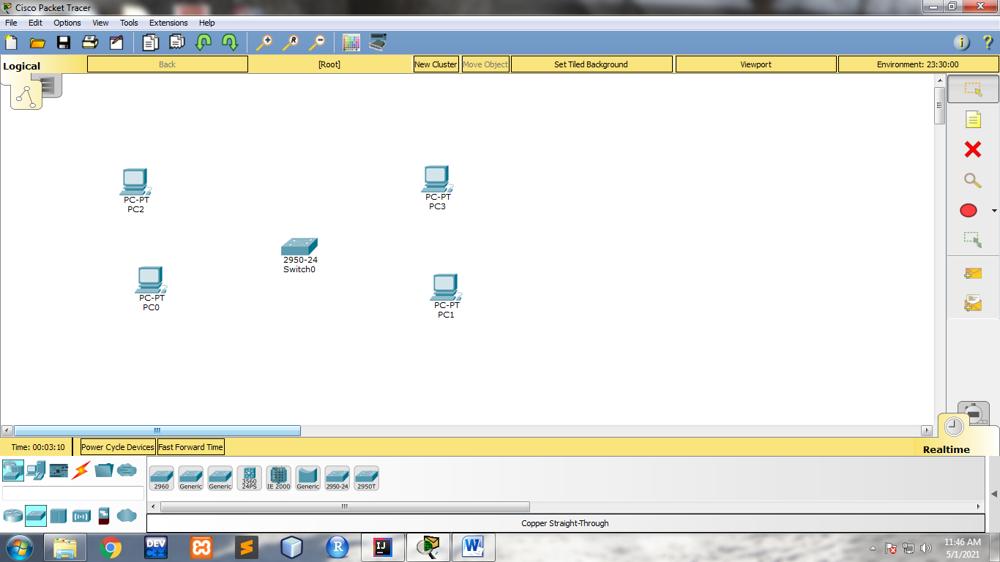 Cisco Packet Tracer
File Edit Options View Tools Extensions Help
R
i ?
Logical Back [Root] New Cluster Move Object Set Tiled Background Viewport Environment: 23:30:00
PC-PT
PC2
PC-PT
PC3
2950-24
Switch0
PC-PT
PC0
PC-PT
PC1
Time: 00:03:10 Power Cycle Devices Fast Forward Time
Realtime
2960 Generic Generic 3560 24PS IE 2000 Generic 2950-24 2950T
Copper Straight-Through
DEV C++ R IJ W
11:46 AM
5/1/2021